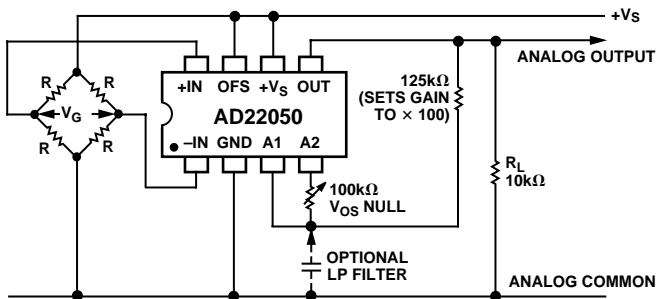 +VS
ANALOG OUTPUT
+IN OFS +VS OUT
AD22050
–IN GND A1 A2
R R
VG
R R
125kΩ
(SETS GAIN
TO × 100)
RL
10kΩ
100kΩ
VOS NULL
OPTIONAL
LP FILTER
ANALOG COMMON